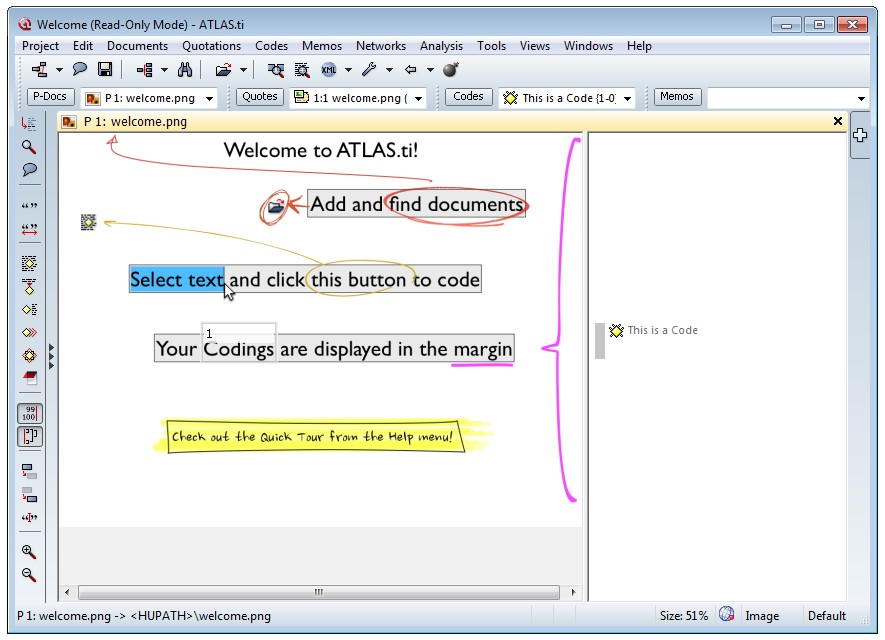 Welcome (Read-Only Mode) - ATLAS.ti
Project Edit Documents Quotations Codes Memos Networks Analysis Tools Views Windows Help
XML
P-Docs P 1: welcome.png Quotes 1:1 welcome.png ( Codes This is a Code {1-0} Memos
P 1: welcome.png
Welcome to ATLAS.ti!
Add and find documents
Select text and click this button to code
1
Your Codings are displayed in the margin
This is a Code
99
100
Check out the Quick Tour from the Help menu!
P 1: welcome.png -> <HUPATH>\welcome.png Size: 51% Image Default